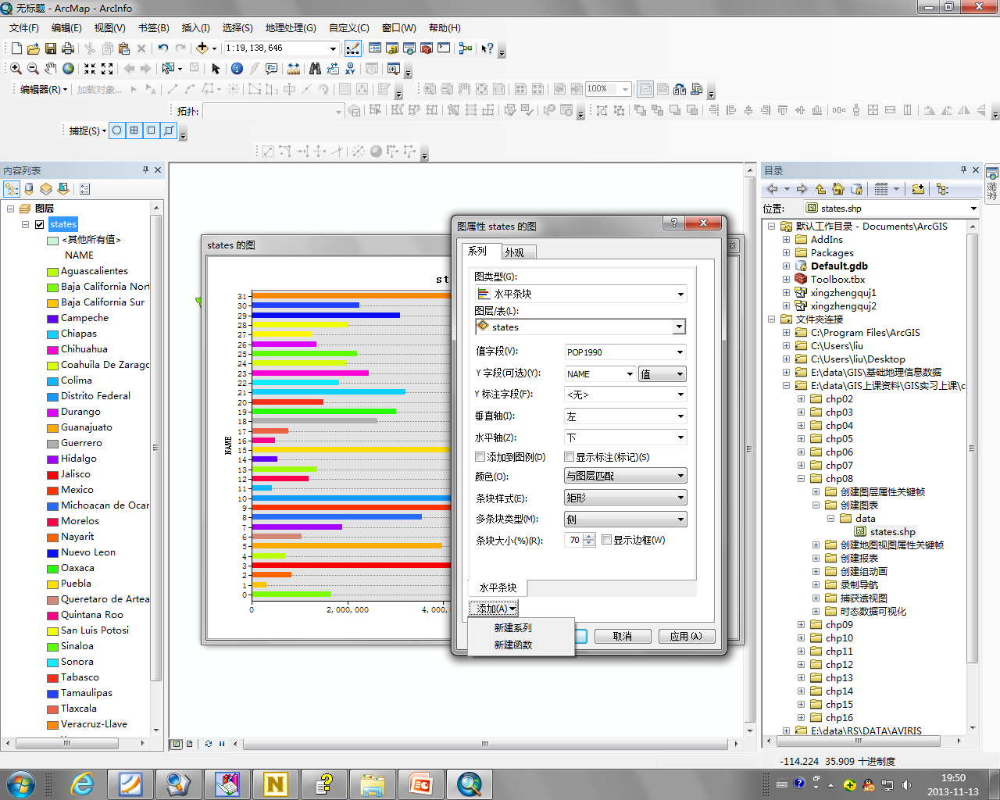 无标题 - ArcMap - ArcInfo
文件(F) 编辑(E) 视图(V) 书签(B) 插入(I) 选择(S) 地理处理(G) 自定义(C) 窗口(W) 帮助(H)
1:19,138,646
编辑器(R) 加载对象... 100%
拓扑:
捕捉(S)
内容列表
图层
states
<其他所有值>
NAME
Aguascalientes
Baja California Nort
Baja California Sur
Campeche
Chiapas
Chihuahua
Coahuila De Zarago
Colima
Distrito Federal
Durango
Guanajuato
Guerrero
Hidalgo
Jalisco
Mexico
Michoacan de Ocar
Morelos
Nayarit
Nuevo Leon
Oaxaca
Puebla
Queretaro de Artea
Quintana Roo
San Luis Potosi
Sinaloa
Sonora
Tabasco
Tamaulipas
Tlaxcala
Veracruz-Llave
states 的图
st
NAME
31
30
29
28
27
26
25
24
23
22
21
20
19
18
17
16
15
14
13
12
11
10
9
8
7
6
5
4
3
2
1
0
0 2,000,000 4,000,
图属性 states 的图
系列 外观
图类型(G):
水平条块
图层/表(L):
states
值字段(V): POP1990
Y 字段(可选)(Y): NAME 值
Y 标注字段(F): <无>
垂直轴(I): 左
水平轴(Z): 下
添加到图例(D) 显示标注(标记)(S)
颜色(O): 与图层匹配
条块样式(E): 矩形
多条块类型(M): 侧
条块大小(%)(R): 70 显示边框(W)
水平条块
添加(A)
新建系列
新建函数
取消 应用(A)
目录
位置: states.shp
默认工作目录 - Documents\ArcGIS
AddIns
Packages
Default.gdb
Toolbox.tbx
xingzhengquj1
xingzhengquj2
文件夹连接
C:\Program Files\ArcGIS
C:\Users\liu
C:\Users\liu\Desktop
E:\data\GIS\基础地理信息数据
E:\data\GIS上课资料\GIS实习上课\c
chp02
chp03
chp04
chp05
chp06
chp07
chp08
创建图层属性关键帧
创建图表
data
states.shp
创建地图视图属性关键帧
创建报表
创建组动画
录制导航
捕获透视图
时态数据可视化
chp09
chp10
chp11
chp12
chp13
chp14
chp15
chp16
E:\data\RS\DATA\AVIRIS
-114.224 35.909 十进制度
19:50
2013-11-13